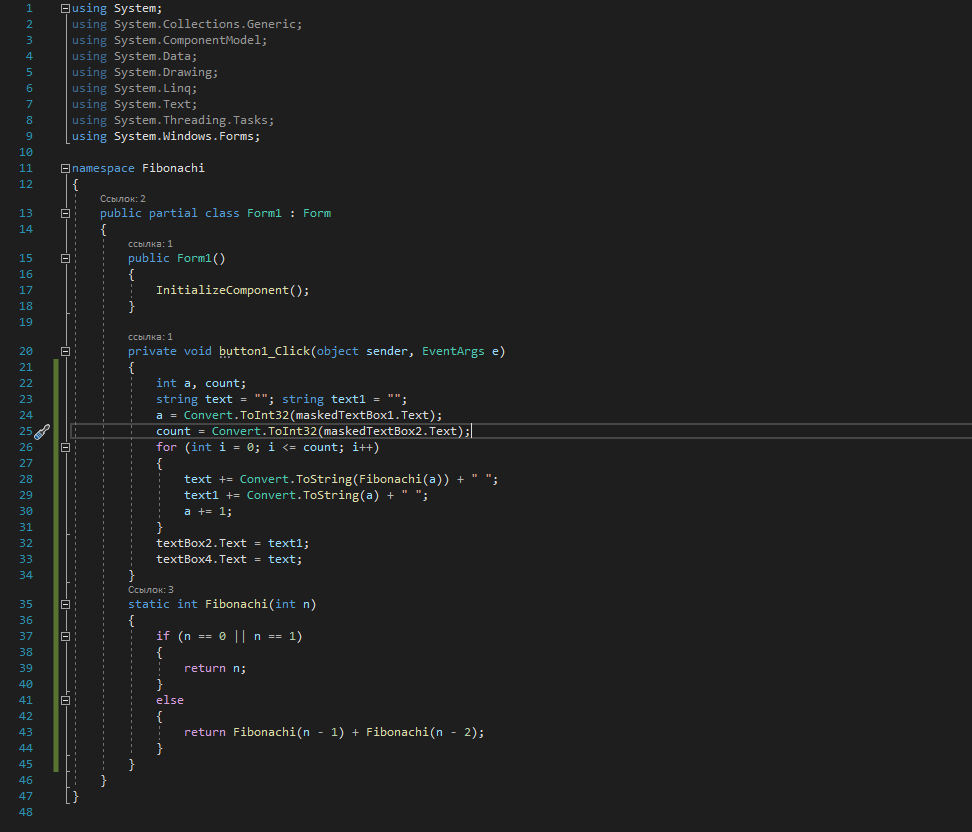 1 using System;
2 using System.Collections.Generic;
3 using System.ComponentModel;
4 using System.Data;
5 using System.Drawing;
6 using System.Linq;
7 using System.Text;
8 using System.Threading.Tasks;
9 using System.Windows.Forms;
10
11 namespace Fibonachi
12 {
Ссылок: 2
13 public partial class Form1 : Form
14 {
ссылка: 1
15 public Form1()
16 {
17 InitializeComponent();
18 }
19
ссылка: 1
20 private void button1_Click(object sender, EventArgs e)
21 {
22 int a, count;
23 string text = ""; string text1 = "";
24 a = Convert.ToInt32(maskedTextBox1.Text);
25 count = Convert.ToInt32(maskedTextBox2.Text);
26 for (int i = 0; i <= count; i++)
27 {
28 text += Convert.ToString(Fibonachi(a)) + " ";
29 text1 += Convert.ToString(a) + " ";
30 a += 1;
31 }
32 textBox2.Text = text1;
33 textBox4.Text = text;
34 }
Ссылок: 3
35 static int Fibonachi(int n)
36 {
37 if (n == 0 || n == 1)
38 {
39 return n;
40 }
41 else
42 {
43 return Fibonachi(n - 1) + Fibonachi(n - 2);
44 }
45 }
46 }
47 }
48